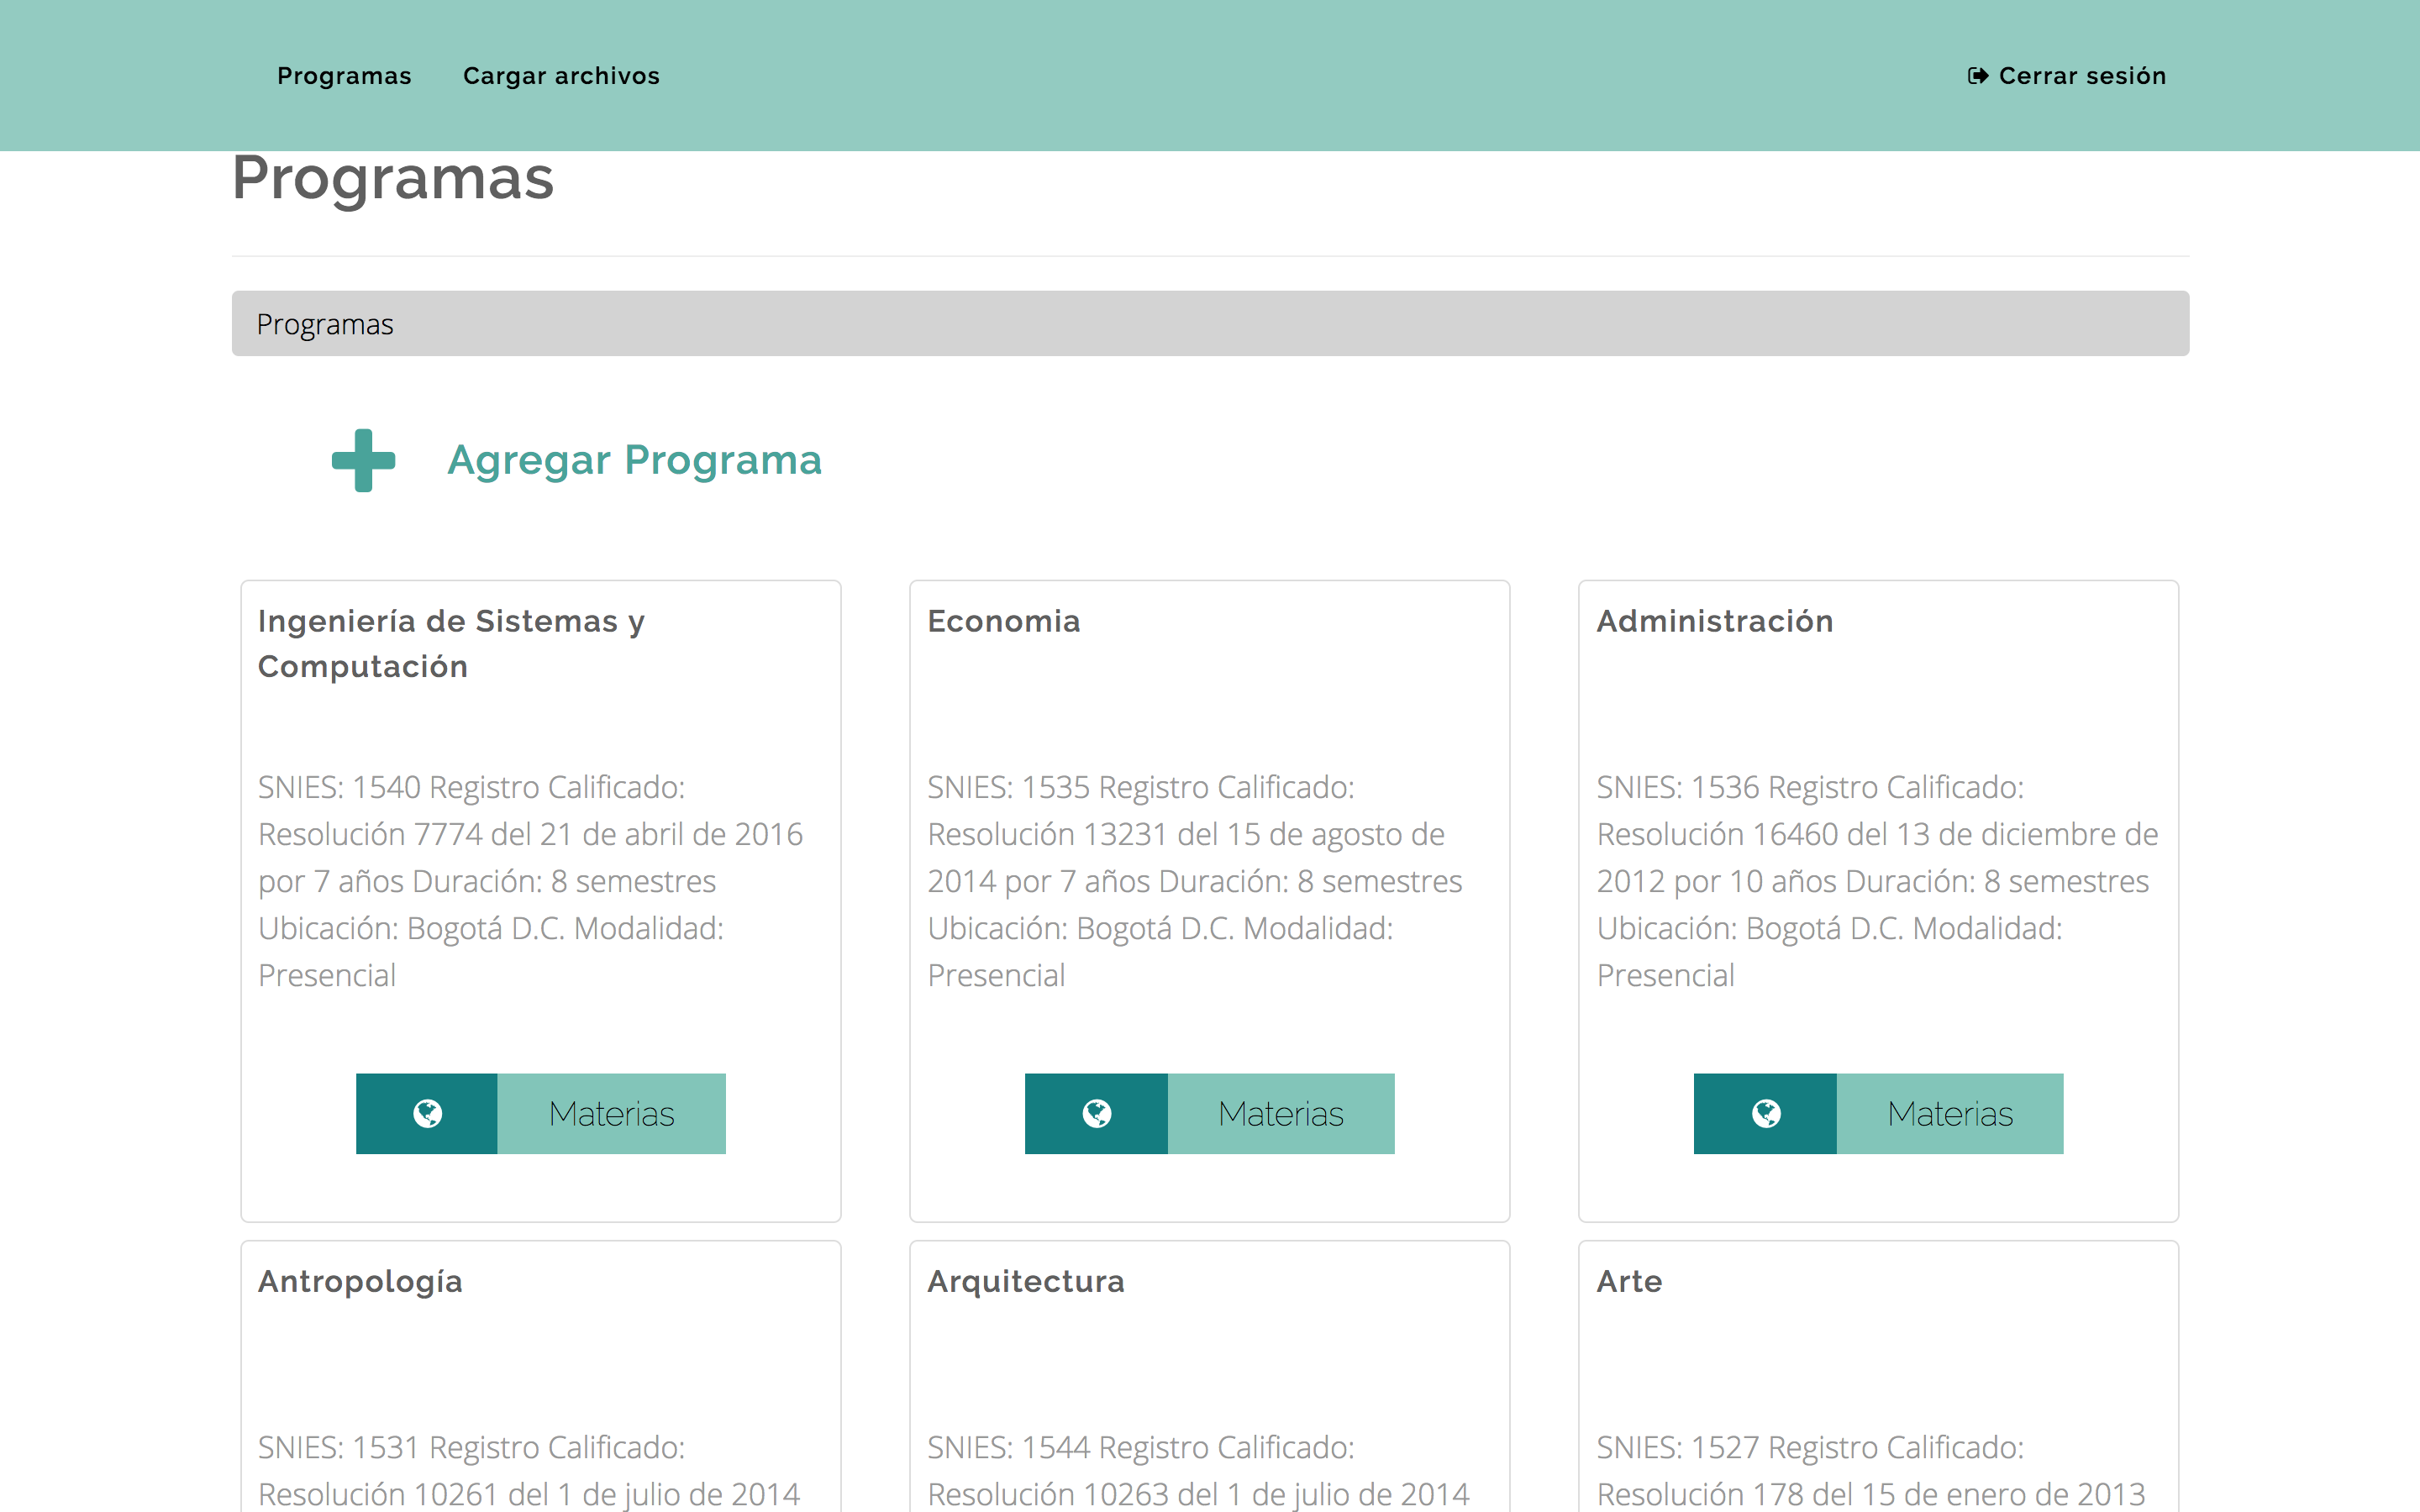 Programas
Cargar archivos
Cerrar sesión
Programas
Programas
Agregar Programa
Ingeniería de Sistemas y
Computación
SNIES: 1540 Registro Calificado:
Resolución 7774 del 21 de abril de 2016
por 7 años Duración: 8 semestres
Ubicación: Bogotá D.C. Modalidad:
Presencial
Materias
Economia
SNIES: 1535 Registro Calificado:
Resolución 13231 del 15 de agosto de
2014 por 7 años Duración: 8 semestres
Ubicación: Bogotá D.C. Modalidad:
Presencial
Materias
Administración
SNIES: 1536 Registro Calificado:
Resolución 16460 del 13 de diciembre de
2012 por 10 años Duración: 8 semestres
Ubicación: Bogotá D.C. Modalidad:
Presencial
Materias
Antropología
SNIES: 1531 Registro Calificado:
Resolución 10261 del 1 de julio de 2014
Arquitectura
SNIES: 1544 Registro Calificado:
Resolución 10263 del 1 de julio de 2014
Arte
SNIES: 1527 Registro Calificado:
Resolución 178 del 15 de enero de 2013